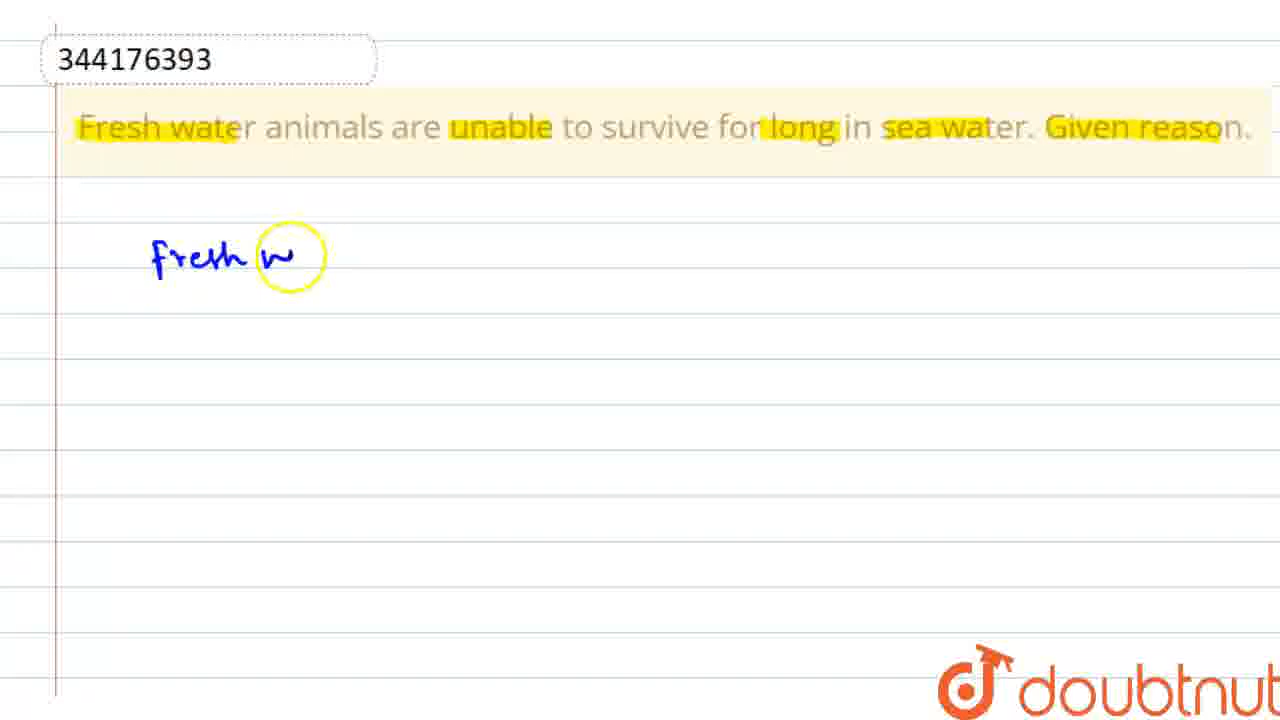 344176393
Fresh water animals are unable to survive for long in sea water. Given reason.
fresh w
doubtnut